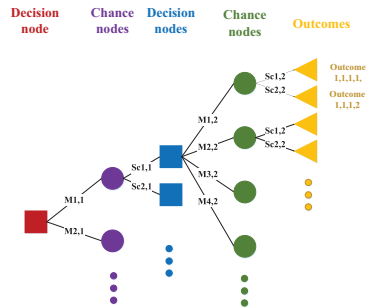 Decision
node
Chance
nodes
Decision
nodes
Chance
nodes
Outcomes
M1,1
M2,1
Sc1,1
Sc2,1
M1,2
M2,2
M3,2
M4,2
Sc1,2
Sc2,2
Sc1,2
Sc2,2
Outcome
1,1,1,1,
Outcome
1,1,1,2